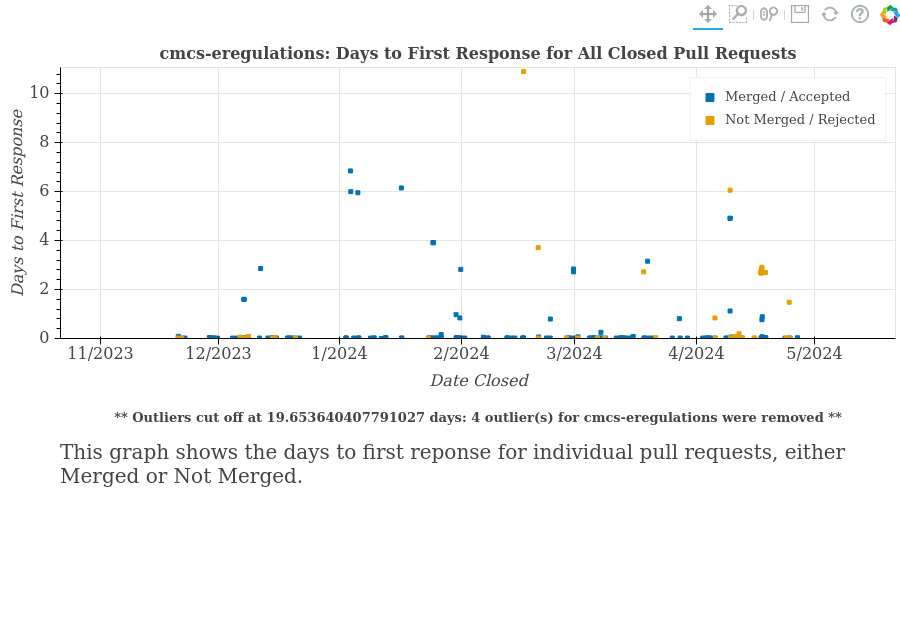 cmcs-eregulations: Days to First Response for All Closed Pull Requests
Merged / Accepted
Not Merged / Rejected
Days to First Response
10
8
6
4
2
0
11/2023
12/2023
1/2024
2/2024
3/2024
4/2024
5/2024
Date Closed
** Outliers cut off at 19.653640407791027 days: 4 outlier(s) for cmcs-eregulations were removed **
This graph shows the days to first reponse for individual pull requests, either
Merged or Not Merged.